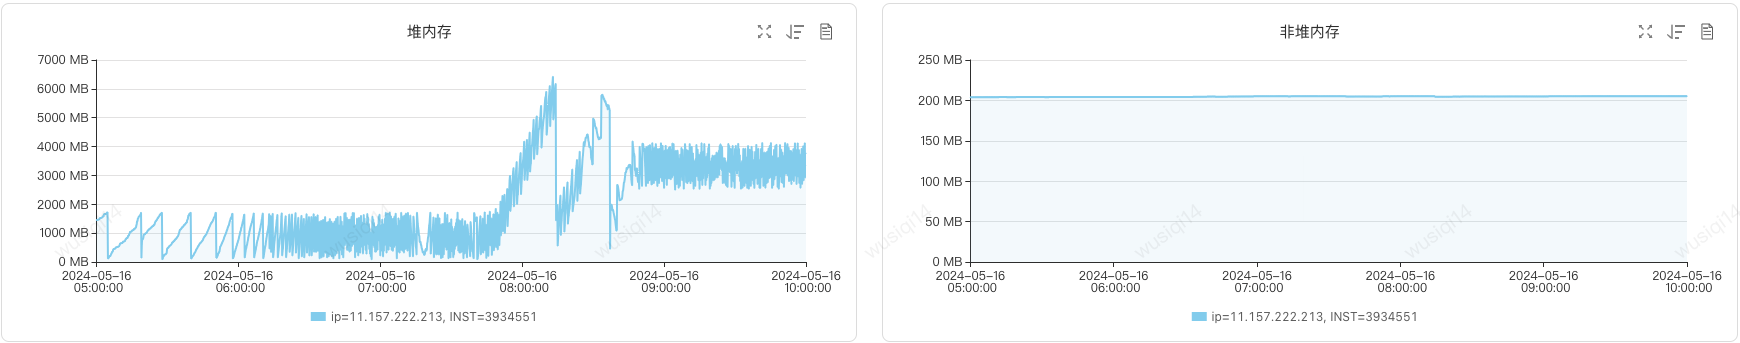 堆内存
7000 MB
6000 MB
5000 MB
4000 MB
3000 MB
2000 MB
1000 MB
0 MB
2024-05-16
05:00:00
2024-05-16
06:00:00
2024-05-16
07:00:00
2024-05-16
08:00:00
2024-05-16
09:00:00
2024-05-16
10:00:00
ip=11.157.222.213, INST=3934551
wusiqi14
wusiqi14
wusiqi14
非堆内存
250 MB
200 MB
150 MB
100 MB
50 MB
0 MB
2024-05-16
05:00:00
2024-05-16
06:00:00
2024-05-16
07:00:00
2024-05-16
08:00:00
2024-05-16
09:00:00
2024-05-16
10:00:00
ip=11.157.222.213, INST=3934551
wusiqi14
wusiqi14
wusiqi14
wusiqi14